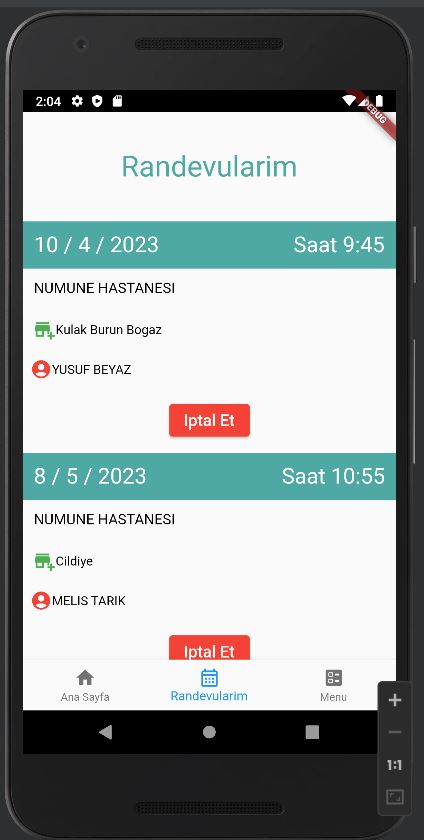 2:04
DEBUG
Randevularim
10 / 4 / 2023 Saat 9:45
NUMUNE HASTANESI
Kulak Burun Bogaz
YUSUF BEYAZ
Iptal Et
8 / 5 / 2023 Saat 10:55
NUMUNE HASTANESI
Cildiye
MELIS TARIK
Iptal Et
Ana Sayfa Randevularim Menu
1:1